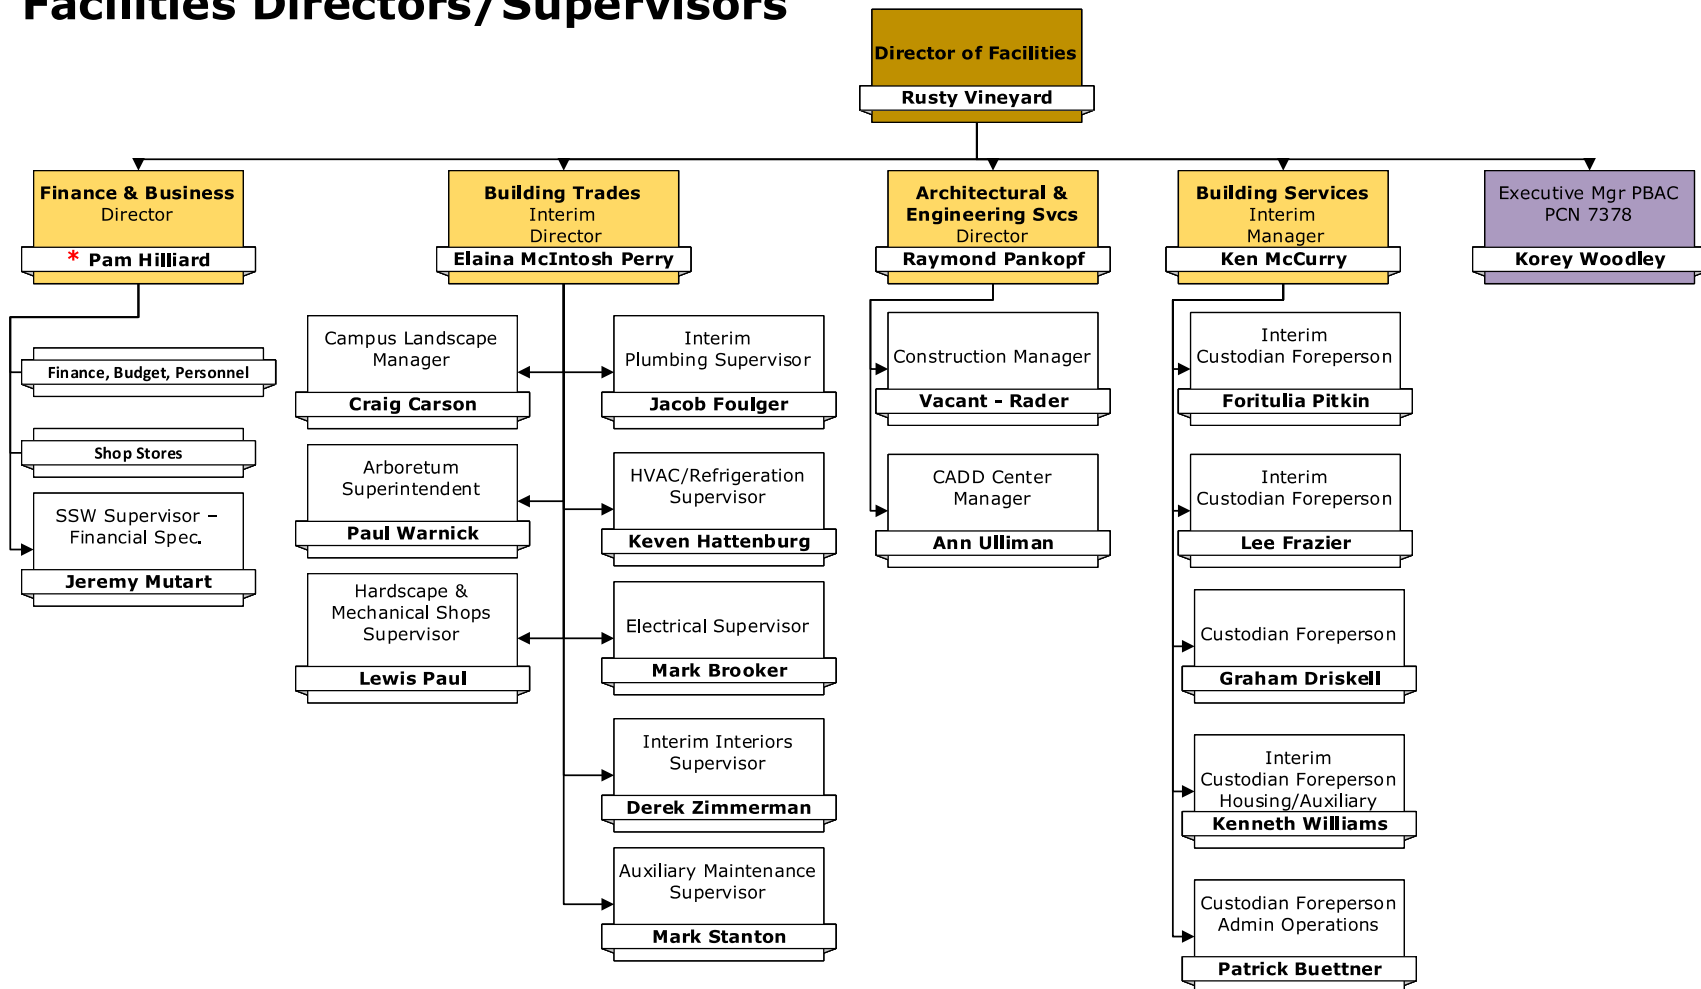 Facilities Directors/Supervisors
Director of Facilities
Rusty Vineyard
Finance & Business
Director
* Pam Hilliard
Building Trades
Interim
Director
Elaina McIntosh Perry
Architectural &
Engineering Svcs
Director
Raymond Pankopf
Building Services
Interim
Manager
Ken McCurry
Executive Mgr PBAC
PCN 7378
Korey Woodley
Finance, Budget, Personnel
Shop Stores
SSW Supervisor –
Financial Spec.
Jeremy Mutart
Campus Landscape
Manager
Craig Carson
Arboretum
Superintendent
Paul Warnick
Hardscape &
Mechanical Shops
Supervisor
Lewis Paul
Interim
Plumbing Supervisor
Jacob Foulger
HVAC/Refrigeration
Supervisor
Keven Hattenburg
Electrical Supervisor
Mark Brooker
Interim Interiors
Supervisor
Derek Zimmerman
Auxiliary Maintenance
Supervisor
Mark Stanton
Construction Manager
Vacant - Rader
CADD Center
Manager
Ann Ulliman
Interim
Custodian Foreperson
Foritulia Pitkin
Interim
Custodian Foreperson
Lee Frazier
Custodian Foreperson
Graham Driskell
Interim
Custodian Foreperson
Housing/Auxiliary
Kenneth Williams
Custodian Foreperson
Admin Operations
Patrick Buettner